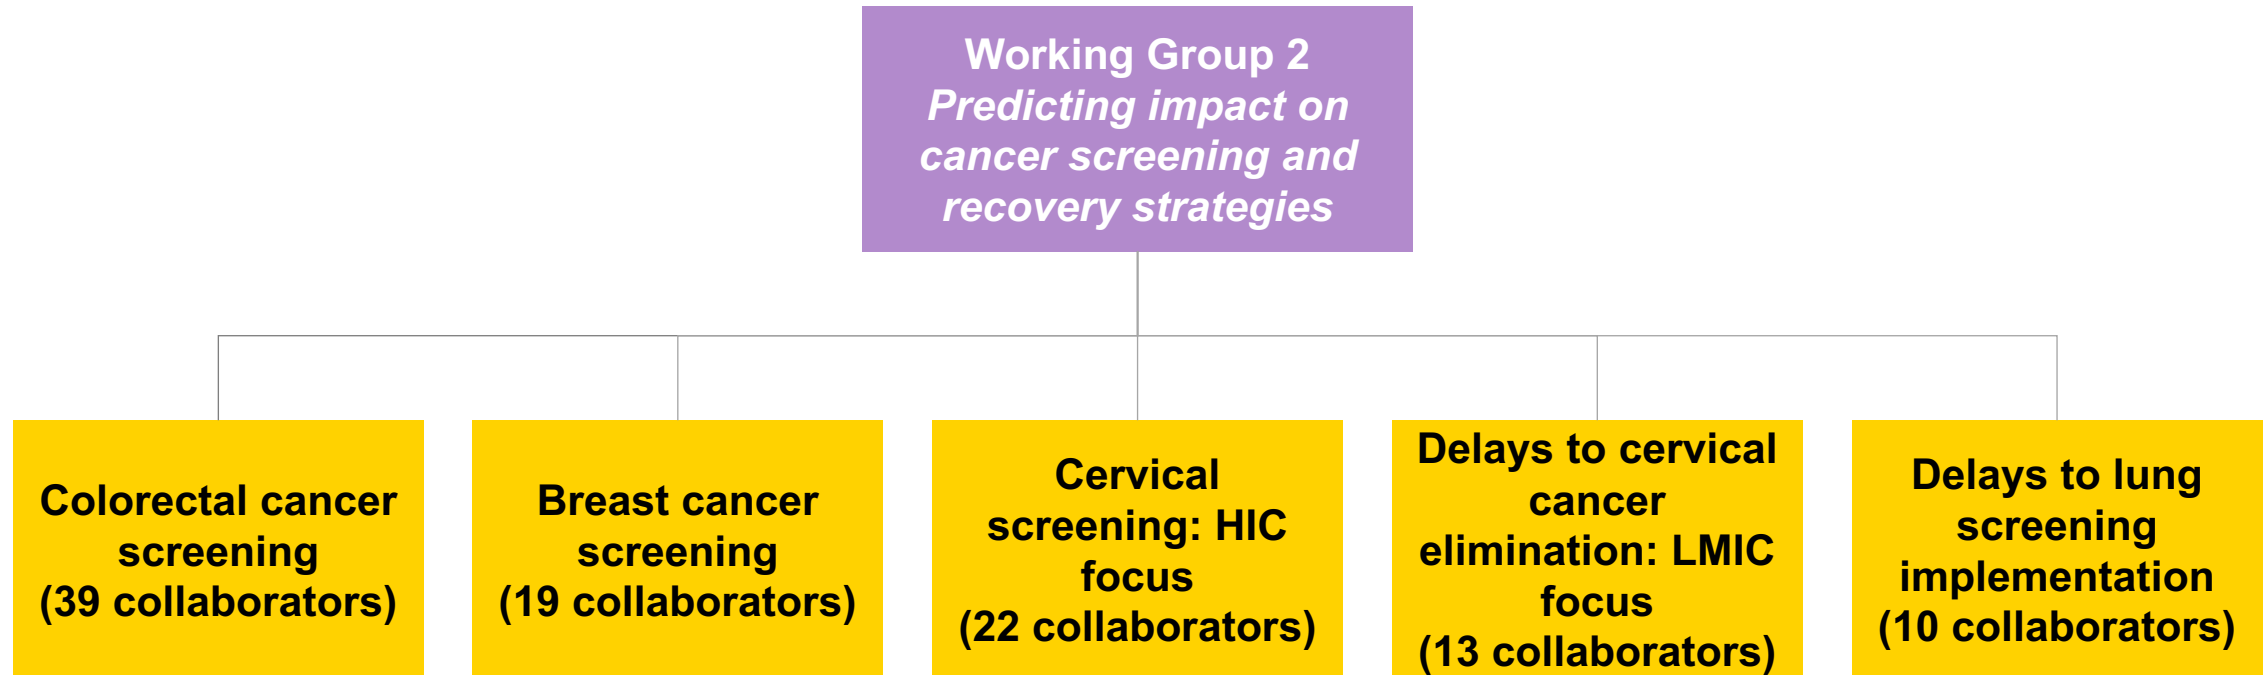 Working Group 2
Predicting impact on
cancer screening and
recovery strategies
Colorectal cancer
screening
(39 collaborators)
Breast cancer
screening
(19 collaborators)
Cervical
screening: HIC
focus
(22 collaborators)
Delays to cervical
cancer
elimination: LMIC
focus
(13 collaborators)
Delays to lung
screening
implementation
(10 collaborators)